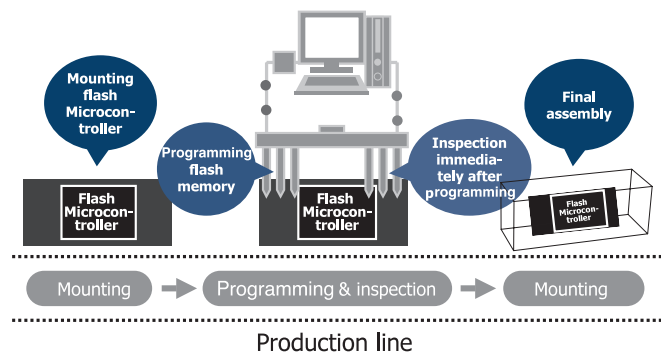 Mounting
flash
Microcon-
troller
Programming
flash
memory
Inspection
immedia-
tely after
programming
Final
assembly
Flash
Microcon-
troller
Flash
Microcon-
troller
Flash
Microcon-
troller
Mounting
Programming & inspection
Mounting
Production line